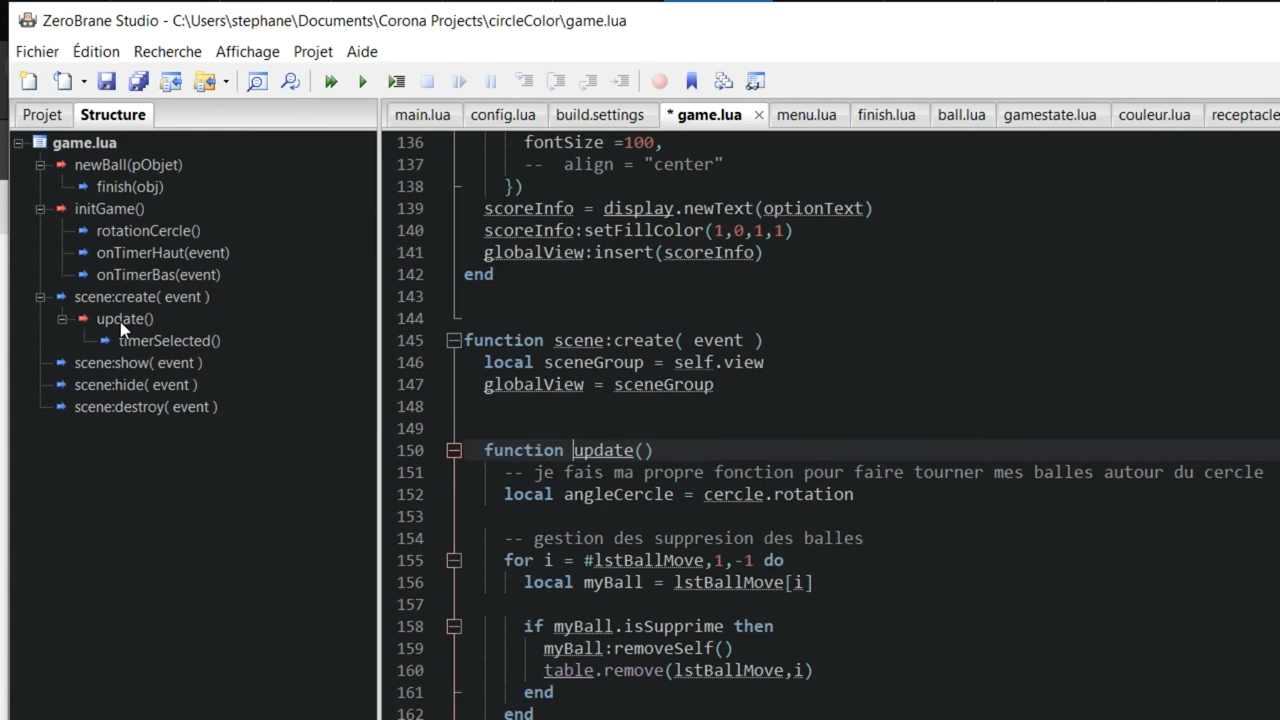 ZeroBrane Studio - C:\Users\stephane\Documents\Corona Projects\circleColor\game.lua
Fichier Édition Recherche Affichage Projet Aide
Projet Structure
main.lua config.lua build.settings * game.lua menu.lua finish.lua ball.lua gamestate.lua couleur.lua receptacle
game.lua
newBall(pObjet)
finish(obj)
initGame()
rotationCercle()
onTimerHaut(event)
onTimerBas(event)
scene:create( event )
update()
timerSelected()
scene:show( event )
scene:hide( event )
scene:destroy( event )
136 fontSize =100,
137 -- align = "center"
138 })
139 scoreInfo = display.newText(optionText)
140 scoreInfo:setFillColor(1,0,1,1)
141 globalView:insert(scoreInfo)
142 end
143
144
145 function scene:create( event )
146 local sceneGroup = self.view
147 globalView = sceneGroup
148
149
150 function update()
151 -- je fais ma propre fonction pour faire tourner mes balles autour du cercle
152 local angleCercle = cercle.rotation
153
154 -- gestion des suppresion des balles
155 for i = #lstBallMove,1,-1 do
156 local myBall = lstBallMove[i]
157
158 if myBall.isSupprime then
159 myBall:removeSelf()
160 table.remove(lstBallMove,i)
161 end
162 end